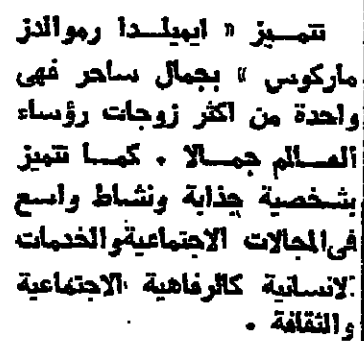 تتميز « ايميلدا رموالدز
ماركوس » بجمال ساحر فهى
واحدة من اكثر زوجات رؤساء
العالم جمالا . كما تتميز
بشخصية جذابة ونشاط واسع
فى المجالات الاجتماعية والخدمات
الانسانية كالرفاهية الاجتماعية
والثقافة .